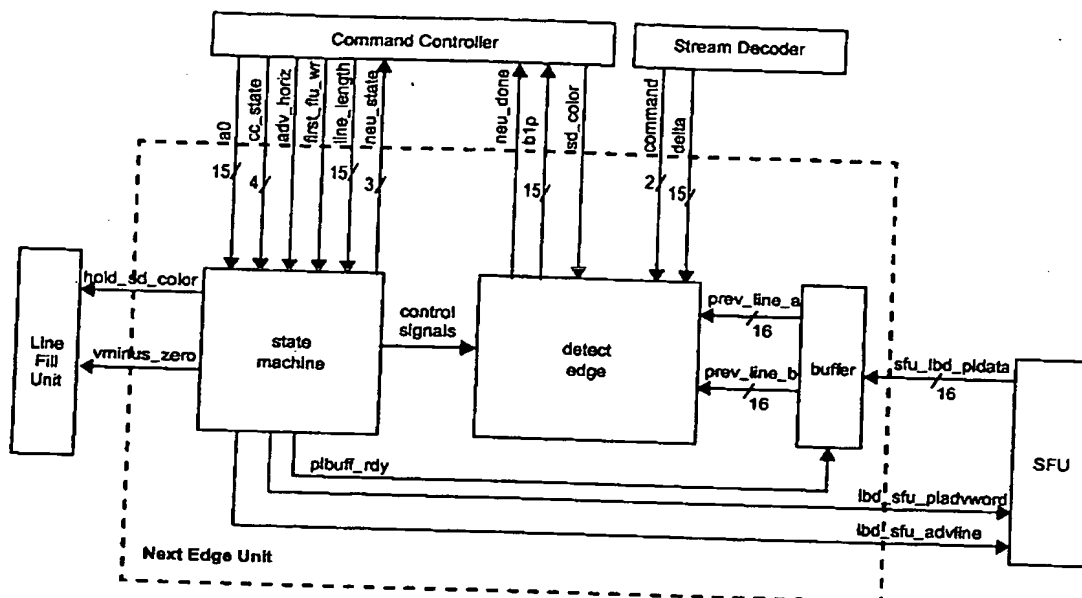 Command Controller
Stream Decoder
a0
cc_state
adv_horiz
first_flu_wr
line_length
neu_state
neu_done
b1p
sd_color
command
delta
15
4
15
3
15
2
15
hold_sd_color
vminus_zero
Line
Fill
Unit
state
machine
control
signals
detect
edge
prev_line_a
16
prev_line_b
16
buffer
sfu_lbd_pldata
16
SFU
plbuff_rdy
lbd_sfu_pladvword
lbd_sfu_advline
Next Edge Unit